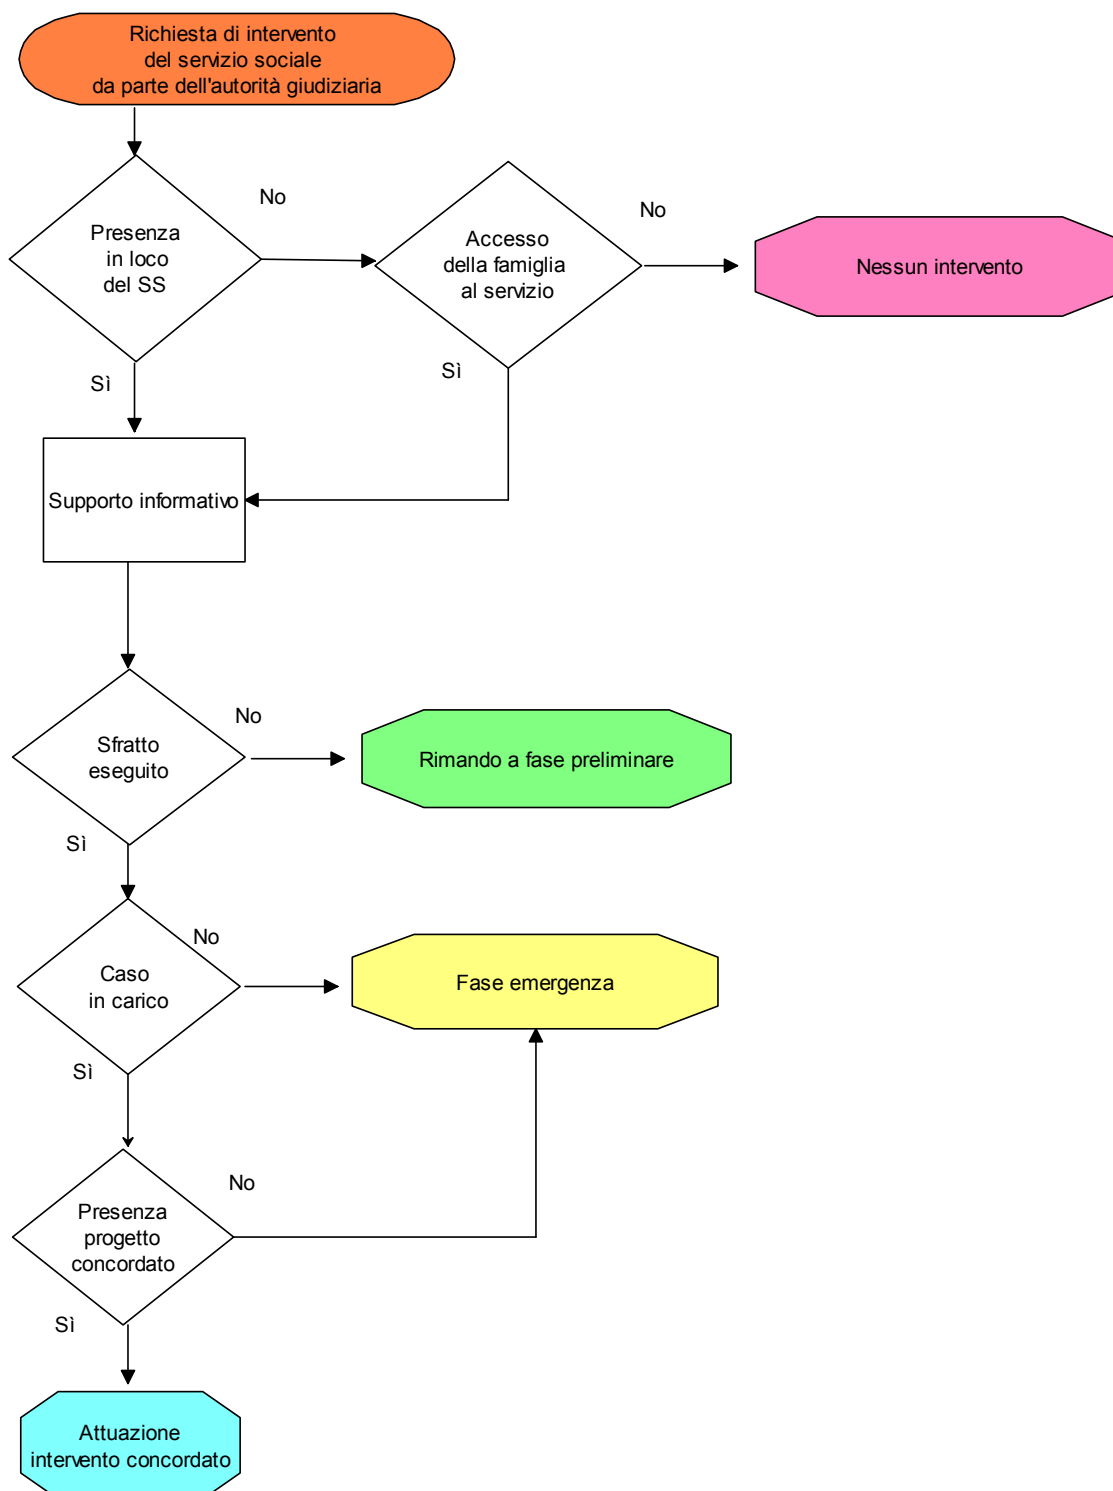 Richiesta di intervento
del servizio sociale
da parte dell'autorità giudiziaria
No
No
Presenza
in loco
del SS
Accesso
della famiglia
al servizio
Nessun intervento
Sì
Sì
Supporto informativo
No
Sfratto
eseguito
Rimando a fase preliminare
Sì
No
Caso
in carico
Fase emergenza
Sì
No
Presenza
progetto
concordato
Sì
Attuazione
intervento concordato